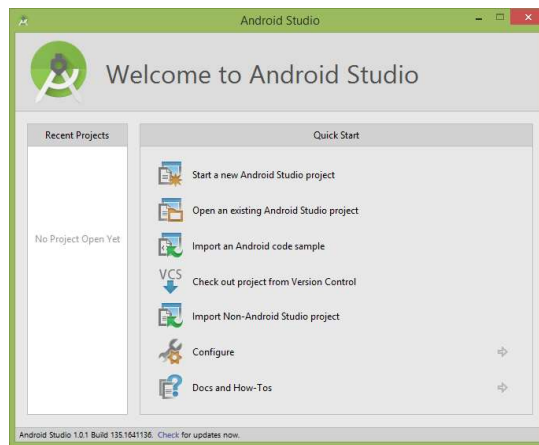 Android Studio
Welcome to Android Studio
Recent Projects
No Project Open Yet
Quick Start
Start a new Android Studio project
Open an existing Android Studio project
Import an Android code sample
VCS
Check out project from Version Control
Import Non-Android Studio project
Configure
Docs and How-Tos
Android Studio 1.0.1 Build 135.1641136. Check for updates now.